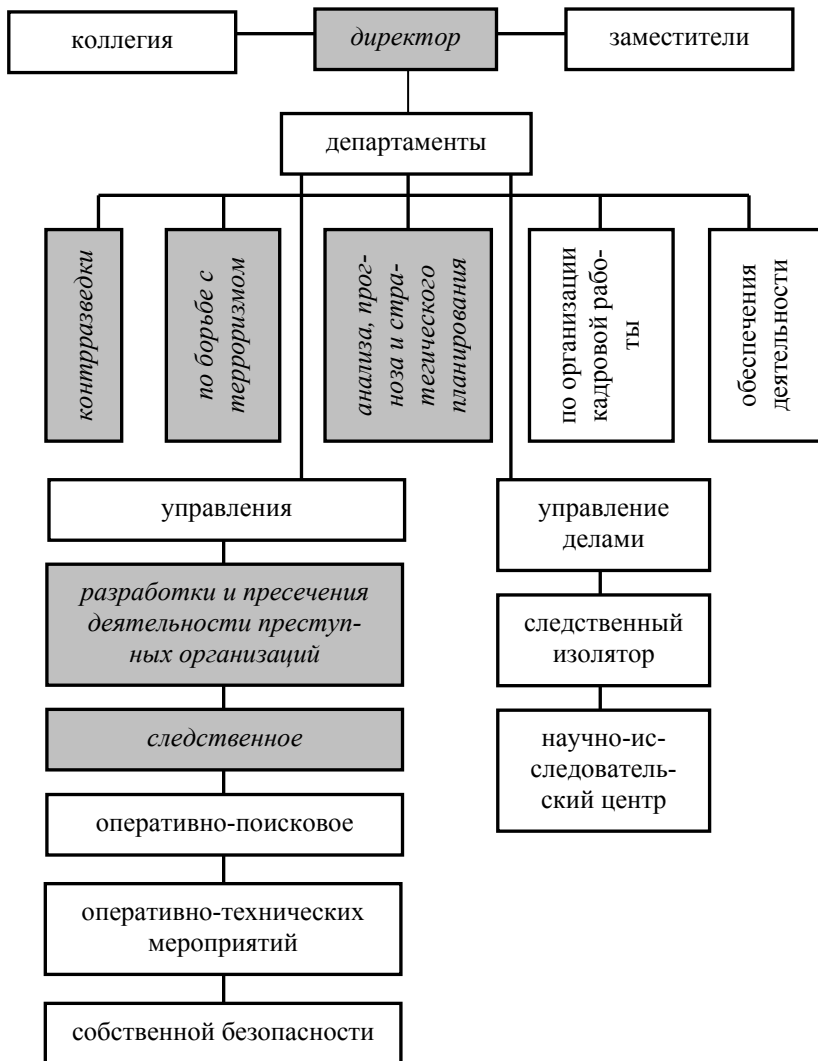 коллегия
директор
заместители
департаменты
контрразведки
по борьбе с
терроризмом
анализа, прог-
ноза и стра-
тегического
планирования
по организации
кадровой рабо-
ты
обеспечения
деятельности
управления
разработки и пресечения
деятельности преступ-
ных организаций
следственное
оперативно-поисковое
оперативно-технических
мероприятий
собственной безопасности
управление
делами
следственный
изолятор
научно-ис-
следователь-
ский центр